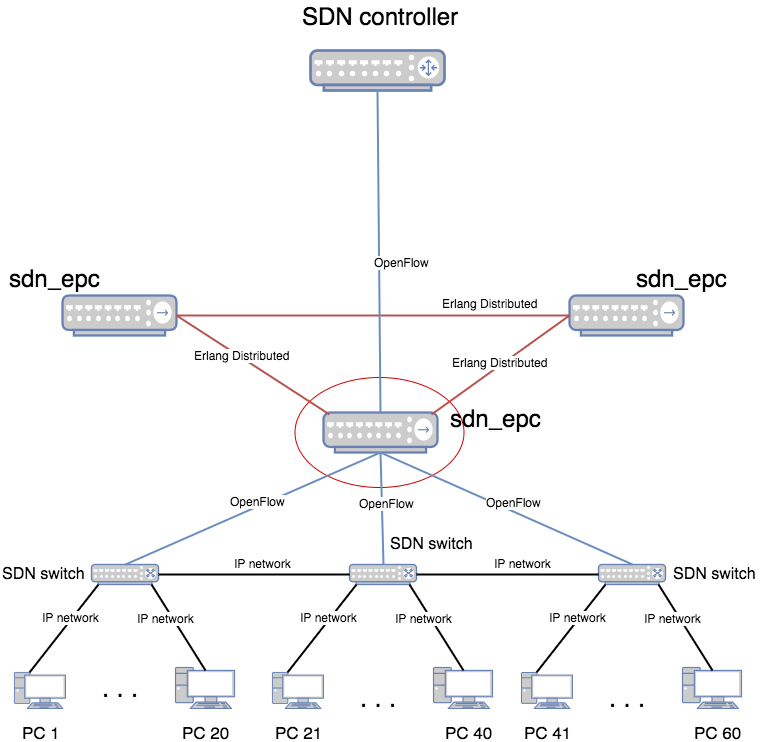 SDN controller
OpenFlow
sdn_epc
sdn_epc
Erlang Distributed
Erlang Distributed
Erlang Distributed
sdn_epc
OpenFlow
OpenFlow
OpenFlow
SDN switch
SDN switch
IP network
IP network
SDN switch
IP network
IP network
IP network
IP network
IP network
IP network
. . .
. . .
. . .
PC 1
PC 20
PC 21
PC 40
PC 41
PC 60